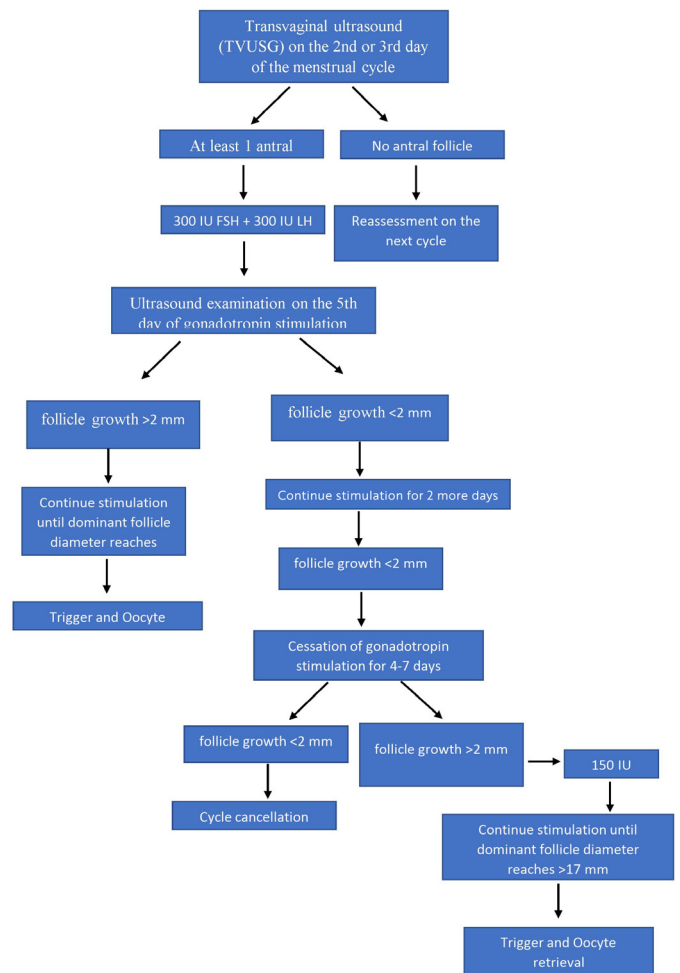 Transvaginal ultrasound
(TVUSG) on the 2nd or 3rd day
of the menstrual cycle
At least 1 antral
No antral follicle
300 IU FSH + 300 IU LH
Reassessment on the
next cycle
Ultrasound examination on the 5th
day of gonadotropin stimulation
follicle growth >2 mm
follicle growth <2 mm
Continue stimulation
until dominant follicle
diameter reaches
Continue stimulation for 2 more days
follicle growth <2 mm
Trigger and Oocyte
Cessation of gonadotropin
stimulation for 4-7 days
follicle growth <2 mm
follicle growth >2 mm
150 IU
Cycle cancellation
Continue stimulation until
dominant follicle diameter
reaches >17 mm
Trigger and Oocyte
retrieval